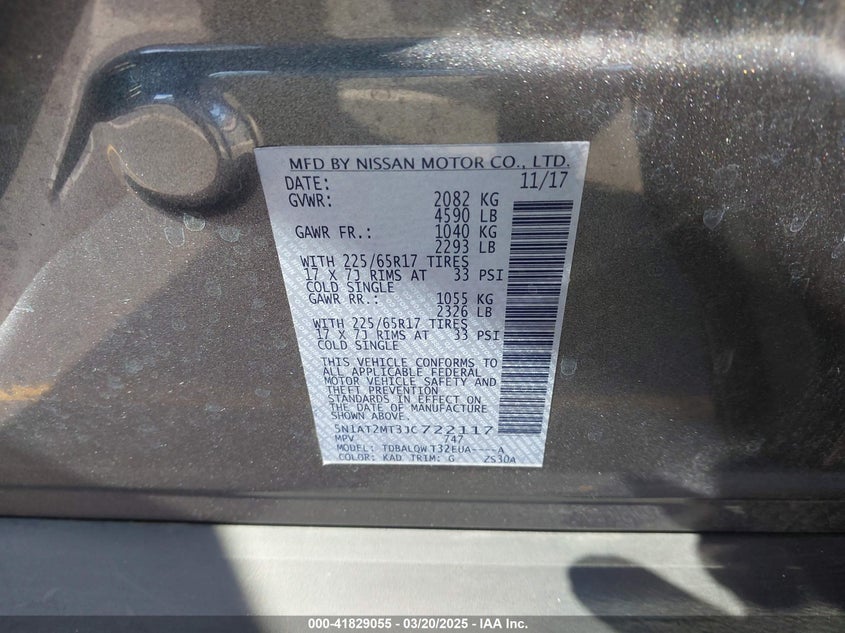 MFD BY NISSAN MOTOR CO., LTD.
DATE: 11/17
GVWR: 2082 KG
4590 LB
GAWR FR.: 1040 KG
2293 LB
WITH 225/65R17 TIRES
17 X 7J RIMS AT 33 PSI
COLD SINGLE
GAWR RR.: 1055 KG
2326 LB
WITH 225/65R17 TIRES
17 X 7J RIMS AT 33 PSI
COLD SINGLE
THIS VEHICLE CONFORMS TO
ALL APPLICABLE FEDERAL
MOTOR VEHICLE SAFETY AND
THEFT PREVENTION
STANDARDS IN EFFECT ON
THE DATE OF MANUFACTURE
SHOWN ABOVE.
5N1AT2MT3JC722117
MPV 747
MODEL: TDBALQW T32EUA----A
COLOR: KAD TRIM: G ZS30A
000-41829055 — 03/20/2025 — IAA Inc.